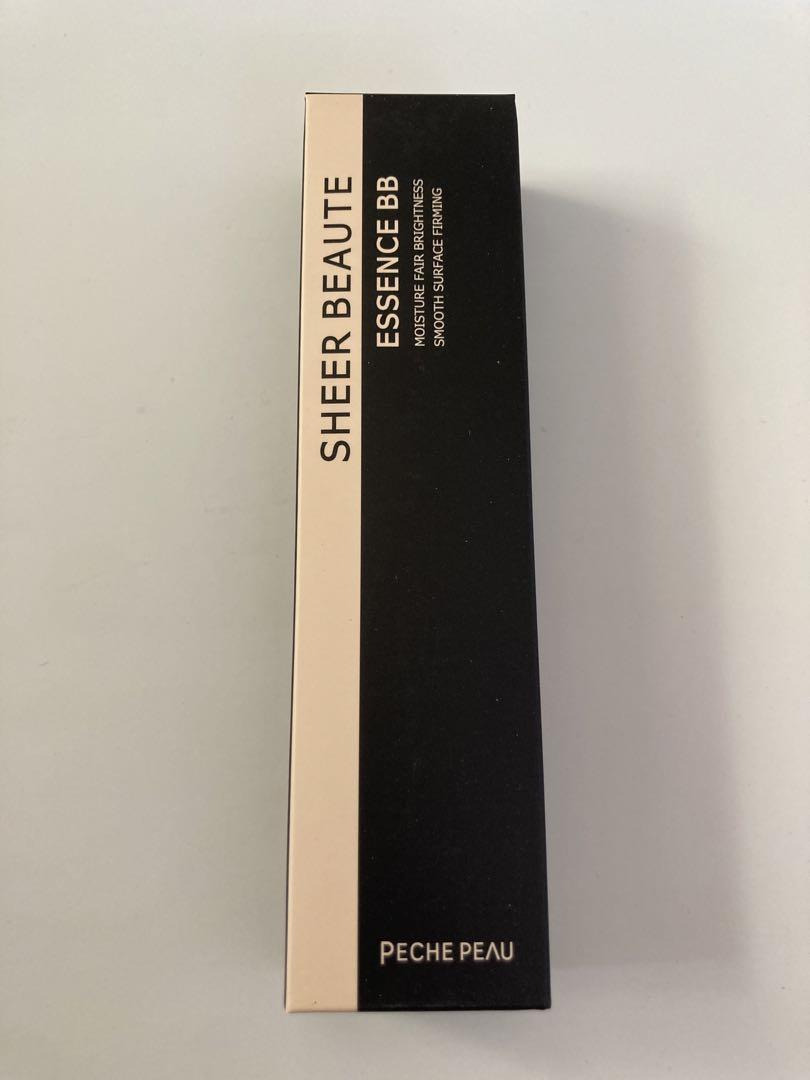 SHEER BEAUTE
ESSENCE BB
MOISTURE FAIR BRIGHTNESS
SMOOTH SURFACE FIRMING
PECHE PEAU